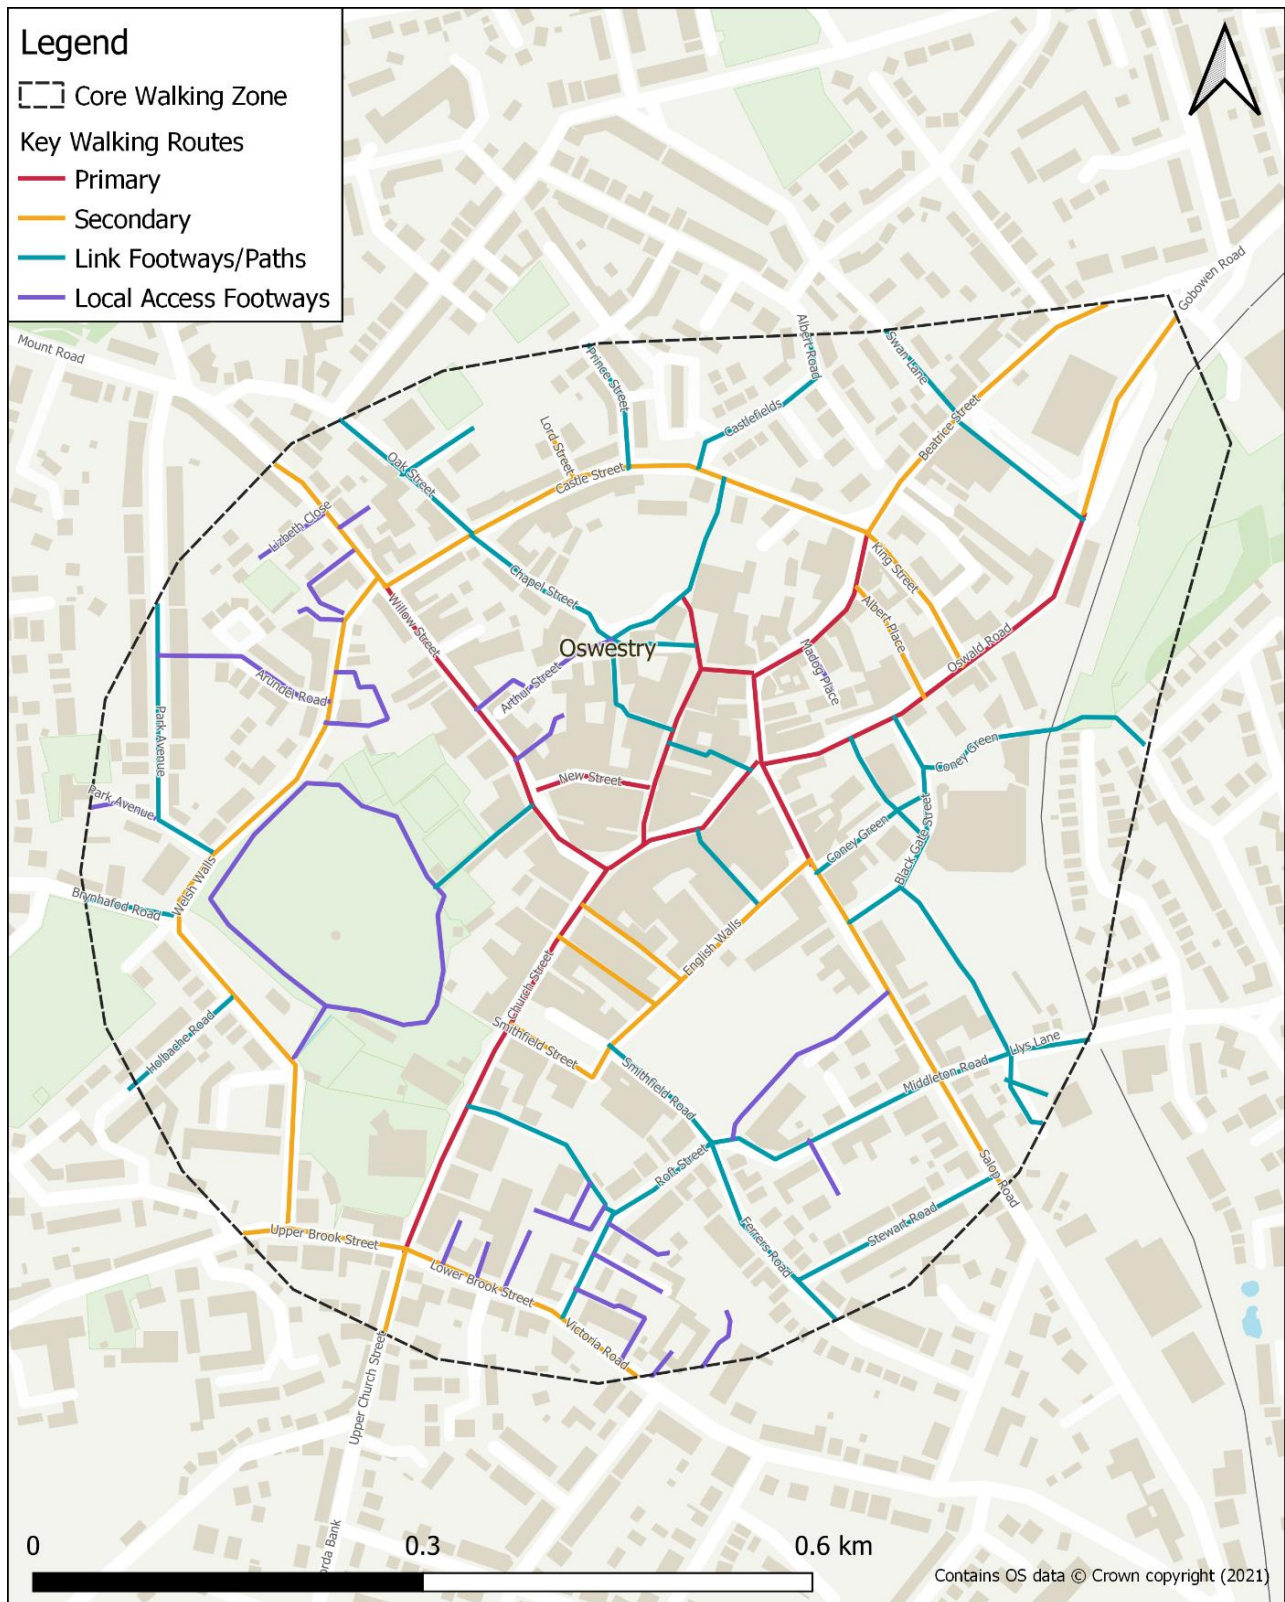 Legend
Core Walking Zone
Key Walking Routes
Primary
Secondary
Link Footways/Paths
Local Access Footways
Gobowen Road
Mount Road
Albert Road
Swan Lane
Prince Street
Castlefields
Beatrice Street
Lord Street
Oak Street
Castle Street
Lizbeth Close
King Street
Chapel Street
Willow Street
Albert Place
Oswestry
Oswald Road
Madog Place
Arthur Street
Arundel Road
Park Avenue
Coney Green
New Street
Park Avenue
Coney Green
Black Gate Street
Welsh Walls
Brynhafod Road
English Walls
Church Street
Smithfield Street
Holbache Road
Llys Lane
Smithfield Road
Middleton Road
Roft Street
Salop Road
Stewart Road
Ferrers Road
Upper Brook Street
Lower Brook Street
Victoria Road
Upper Church Street
Bank
0
0.3
0.6 km
Contains OS data © Crown copyright (2021)